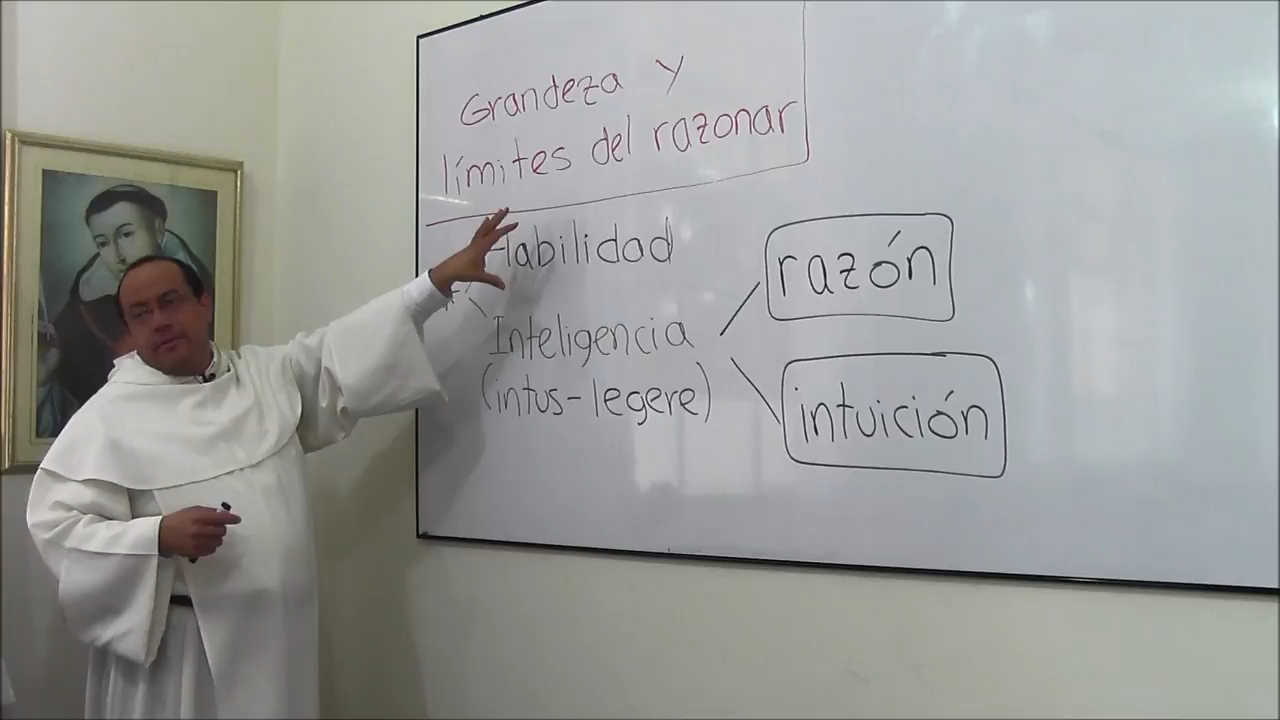 Grandeza y
límites del razonar
Habilidad
Inteligencia
(intus-legere)
razón
intuición